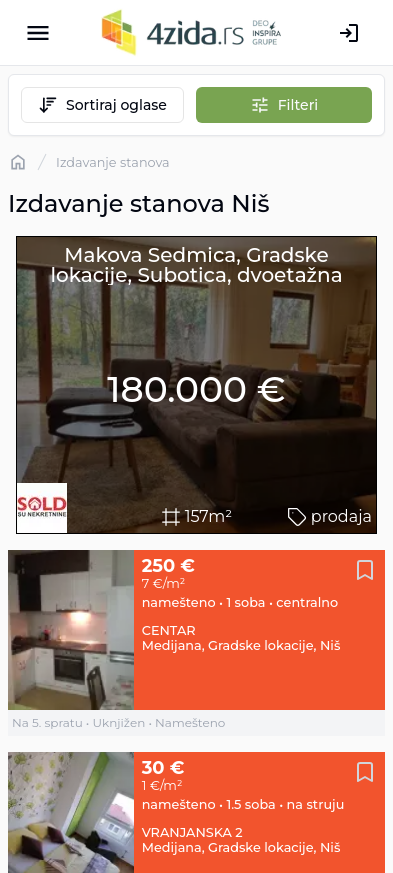 4zida.rs DEO INSPIRA GRUPE
Sortiraj oglase
Filteri
Izdavanje stanova
Izdavanje stanova Niš
Makova Sedmica, Gradske
lokacije, Subotica, dvoetažna
180.000 €
SOLD
SU NEKRETNINE
157m²
prodaja
250 €
7 €/m²
namešteno • 1 soba • centralno
CENTAR
Medijana, Gradske lokacije, Niš
Na 5. spratu • Uknjižen • Namešteno
30 €
1 €/m²
namešteno • 1.5 soba • na struju
VRANJANSKA 2
Medijana, Gradske lokacije, Niš